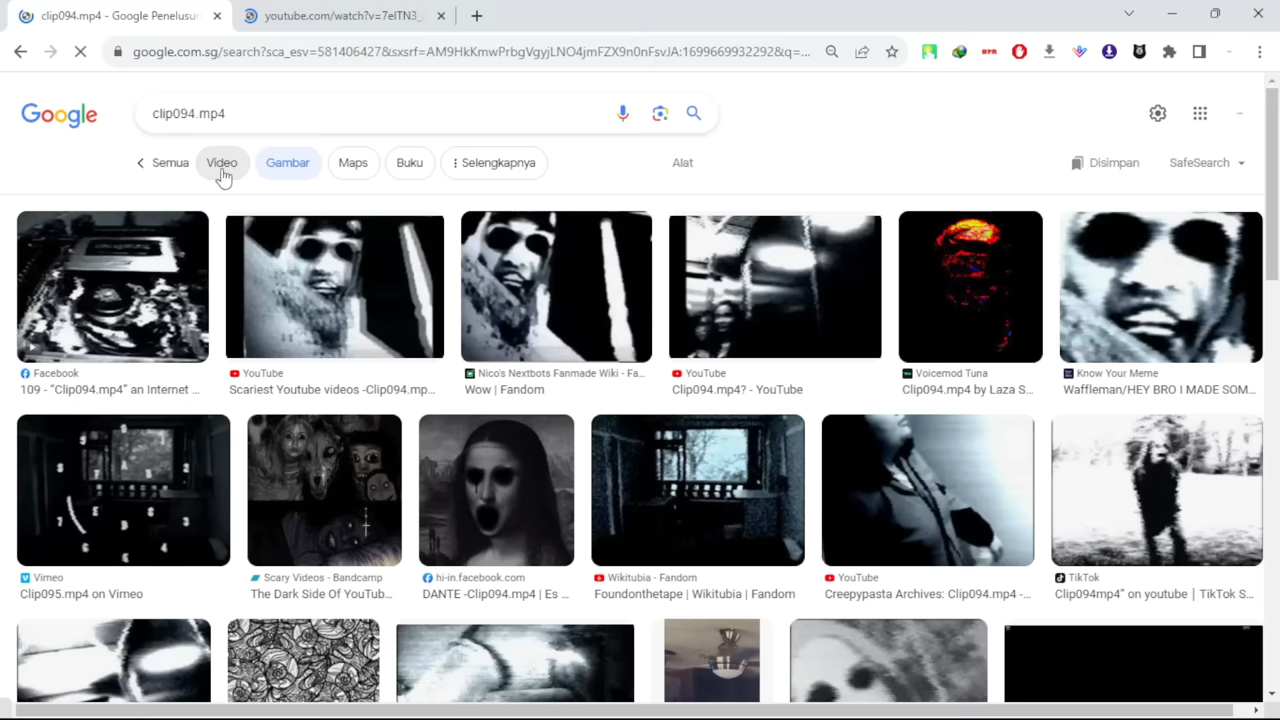 clip094.mp4 - Google Penelusur
youtube.com/watch?v=7eITN3_
google.com.sg/search?sca_esv=581406427&sxsrf=AM9HkKmwPrbgVgyjLNO4jmFZX9n0nFsvJA:1699669932292&q=...
Google
clip094.mp4
Semua
Video
Gambar
Maps
Buku
Selengkapnya
Alat
Disimpan
SafeSearch
Facebook
109 - “Clip094.mp4” an Internet ...
YouTube
Scariest Youtube videos -Clip094.mp...
Nico's Nextbots Fanmade Wiki - Fa...
Wow | Fandom
YouTube
Clip094.mp4? - YouTube
Voicemod Tuna
Clip094.mp4 by Laza S...
Know Your Meme
Waffleman/HEY BRO I MADE SOM...
Vimeo
Clip095.mp4 on Vimeo
Scary Videos - Bandcamp
The Dark Side Of YouTub...
hi-in.facebook.com
DANTE -Clip094.mp4 | Es ...
Wikitubia - Fandom
Foundonthetape | Wikitubia | Fandom
YouTube
Creepypasta Archives: Clip094.mp4 -...
TikTok
Clip094mp4” on youtube | TikTok S...